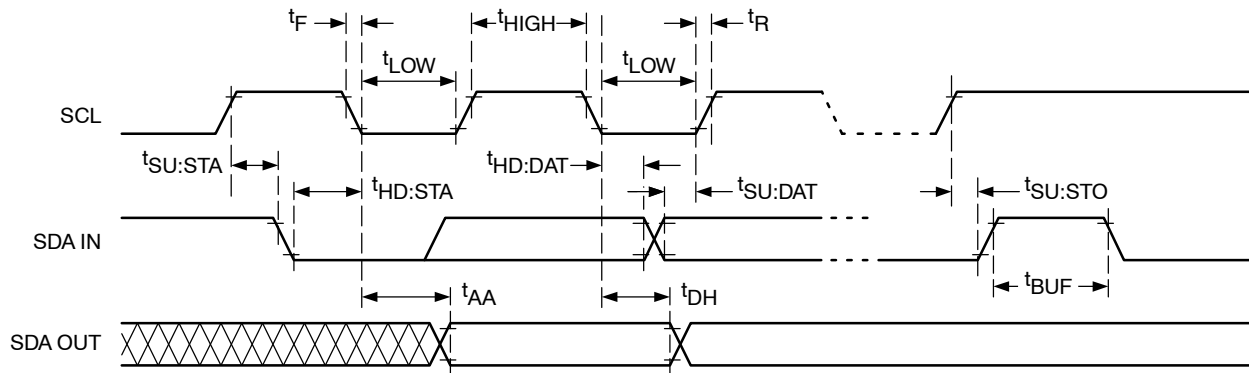 tF
tHIGH
tR
tLOW
tLOW
SCL
tSU:STA
tHD:DAT
tHD:STA
tSU:DAT
tSU:STO
SDA IN
tBUF
tAA
tDH
SDA OUT